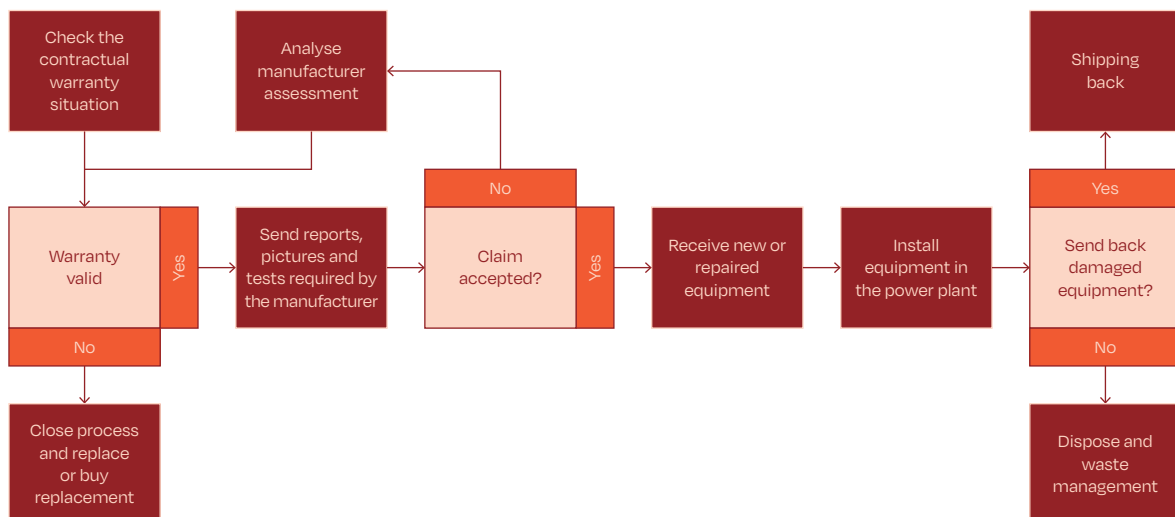 Check the
contractual
warranty
situation
Analyse
manufacturer
assessment
Shipping
back
No
Yes
Warranty
valid
Yes
Send reports,
pictures and
tests required by
the manufacturer
Claim
accepted?
Yes
Receive new or
repaired
equipment
Install
equipment in
the power plant
Send back
damaged
equipment?
No
No
Close process
and replace
or buy
replacement
Dispose and
waste
management